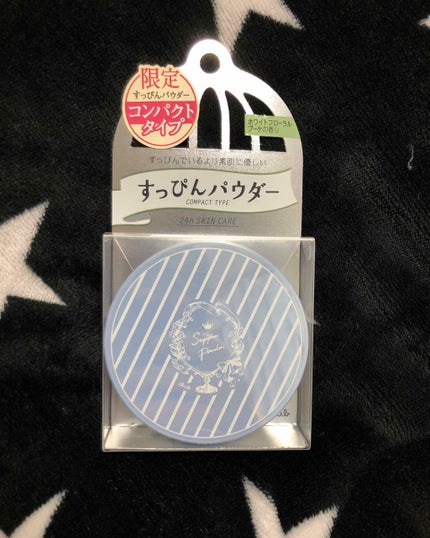 限定
すっぴんパウダー
コンパクト
タイプ
ホワイトフローラル
ブーケの香り
すっぴんでいるより素肌に優しい
すっぴんパウダー
COMPACT TYPE
24h SKIN CARE
Suppin
Powder